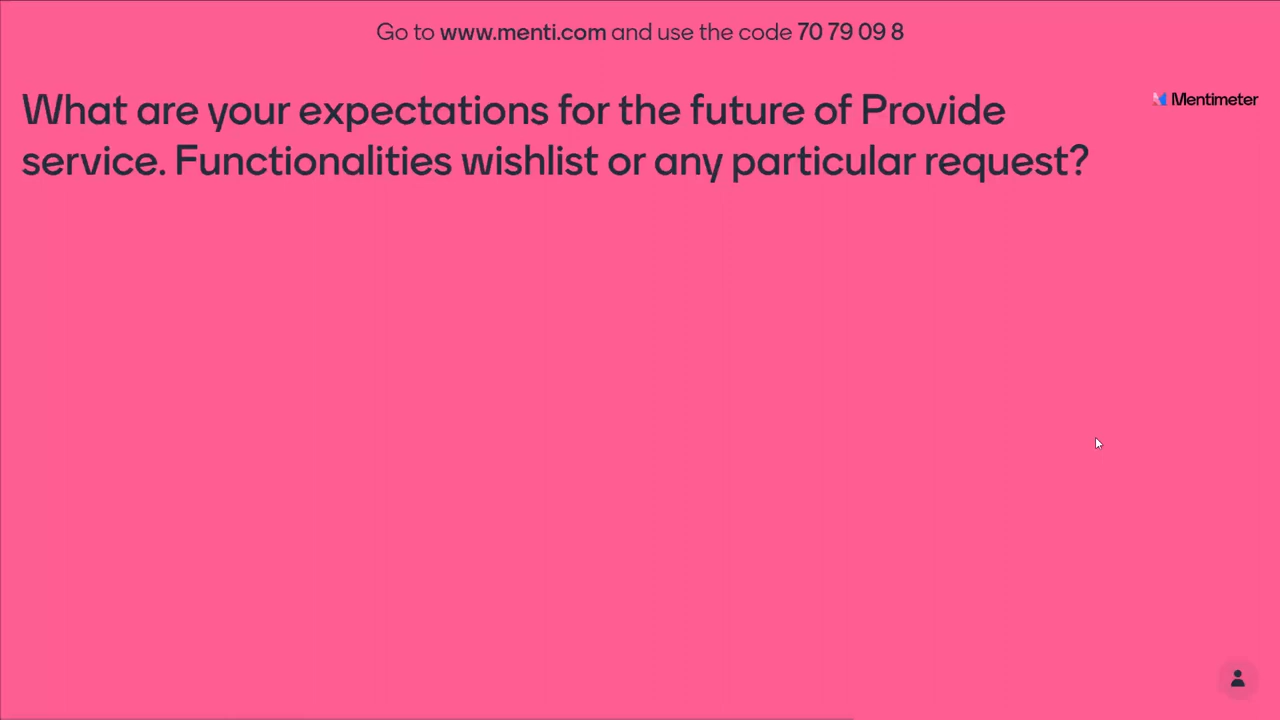 Go to www.menti.com and use the code 70 79 09 8
What are your expectations for the future of Provide
service. Functionalities wishlist or any particular request?
Mentimeter